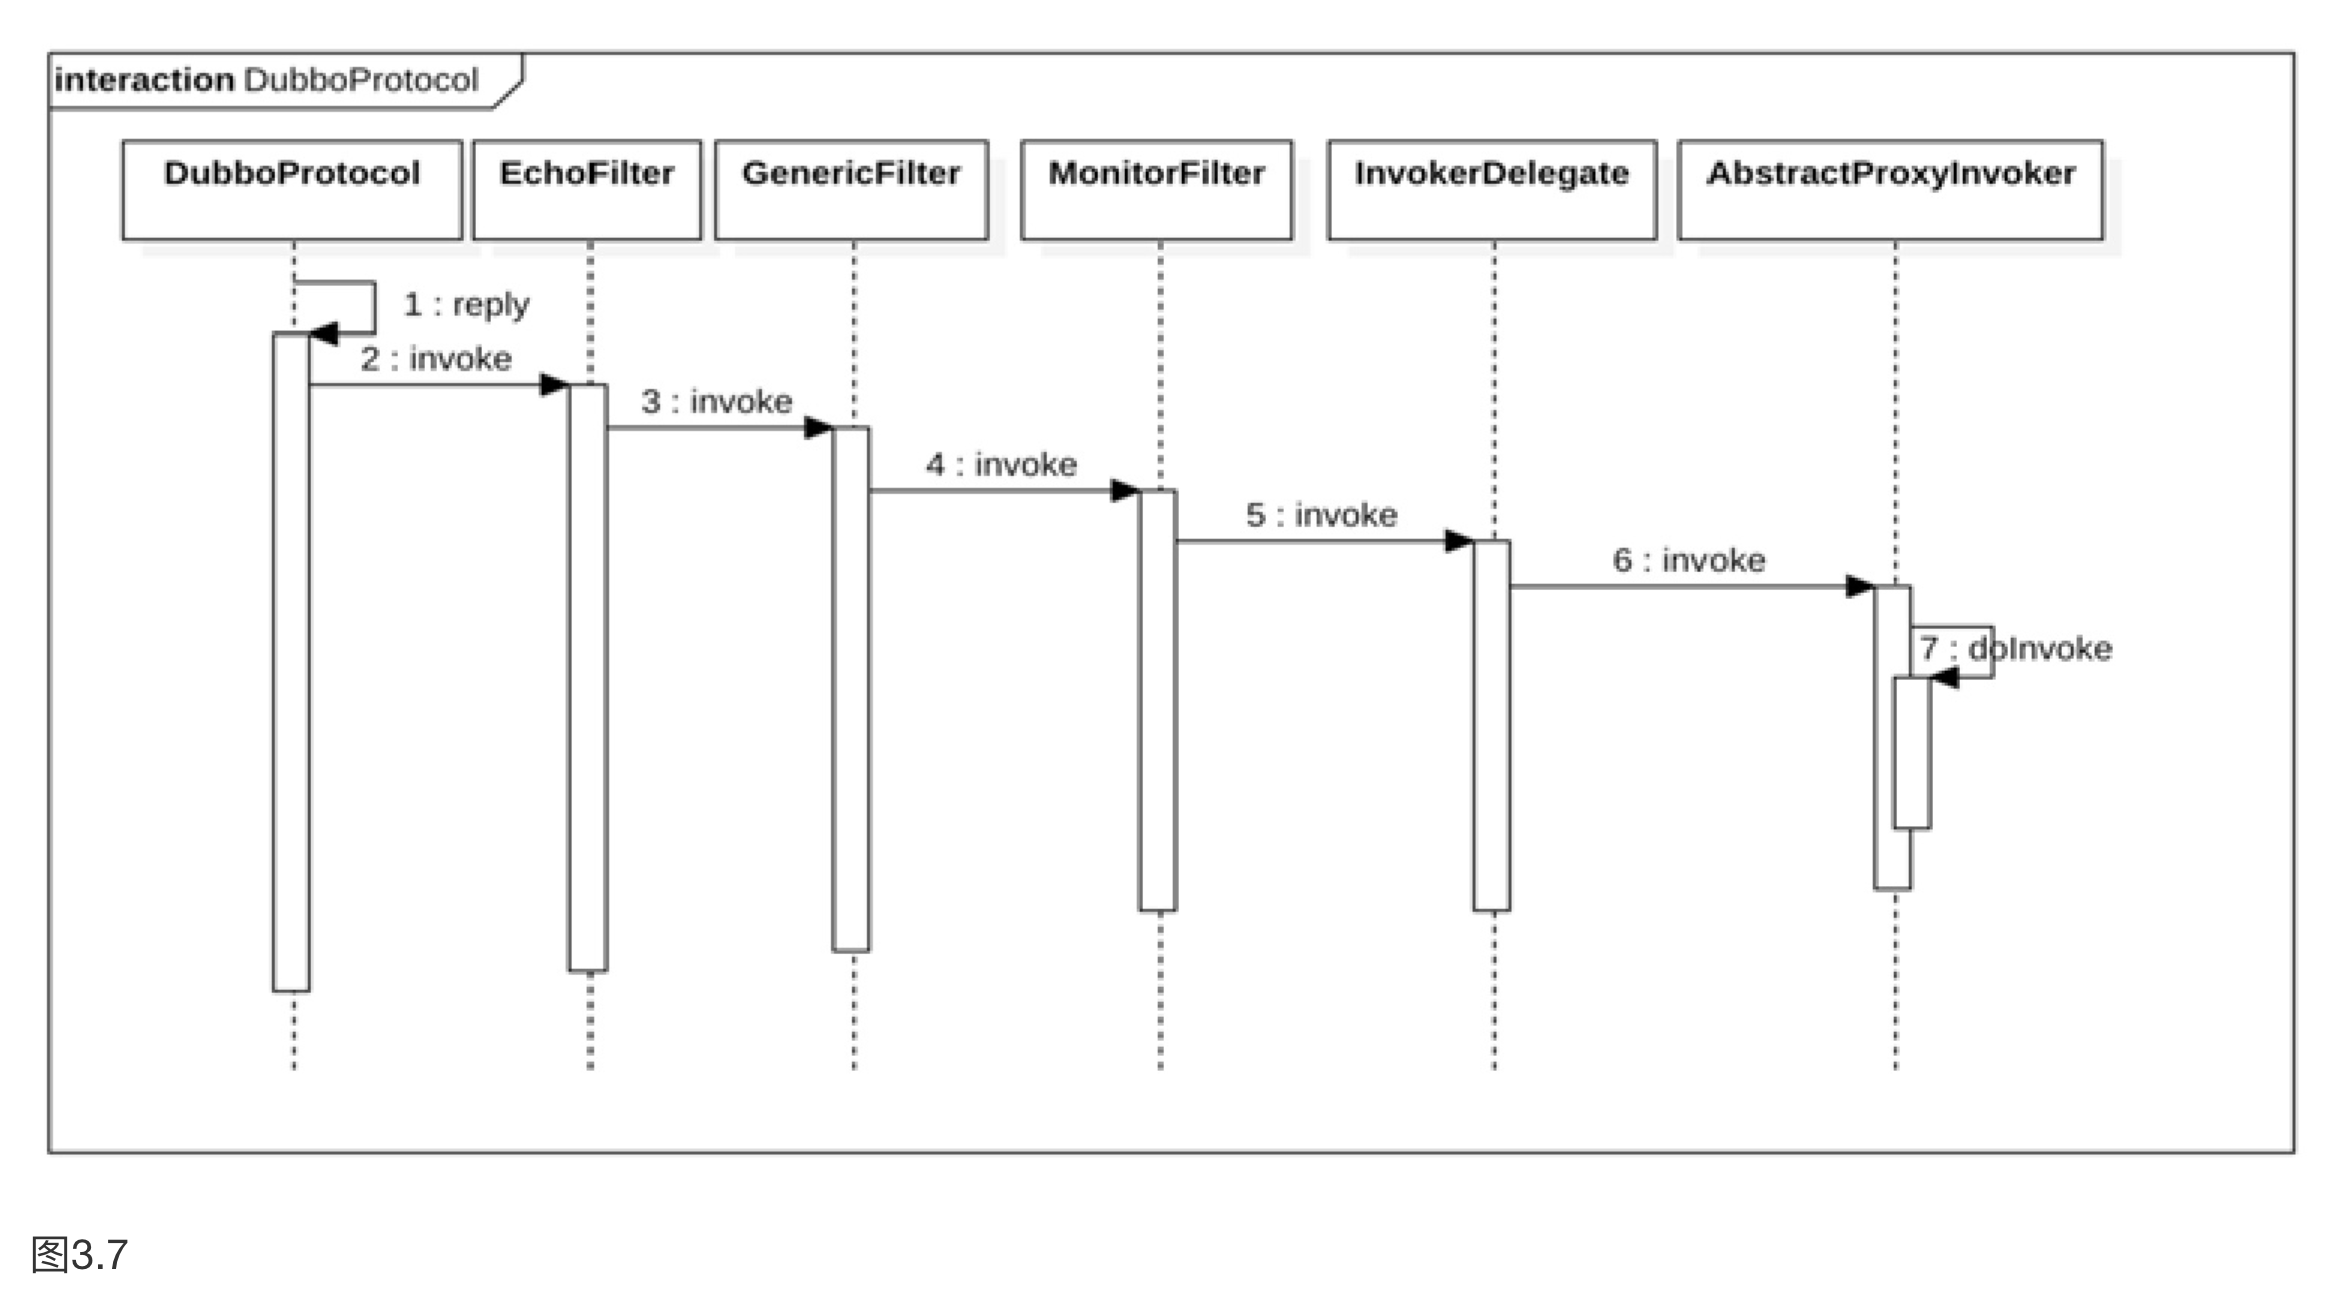 interaction DubboProtocol
DubboProtocol
EchoFilter
GenericFilter
MonitorFilter
InvokerDelegate
AbstractProxyInvoker
1 : reply
2 : invoke
3 : invoke
4 : invoke
5 : invoke
6 : invoke
7 : doInvoke
图3.7